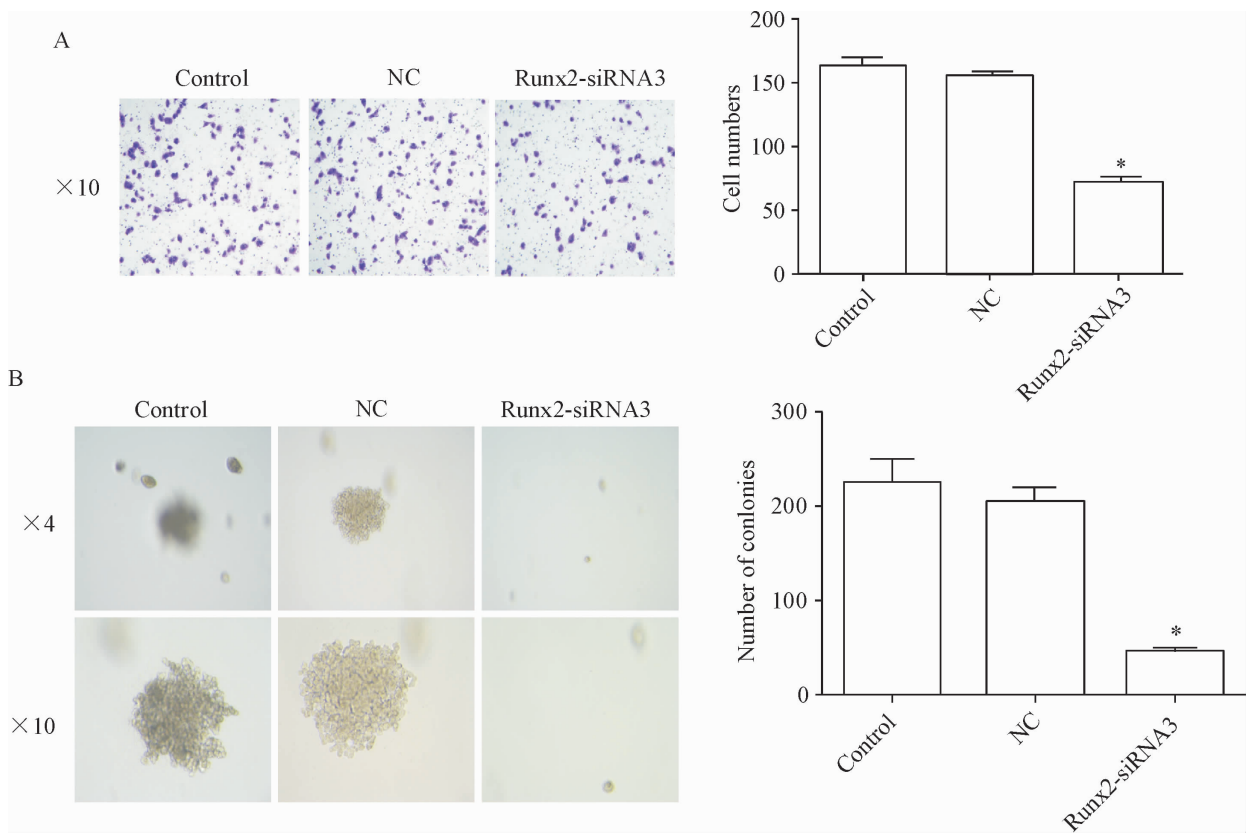 A
Control NC Runx2-siRNA3
×10
200
150
100
50
0
Cell numbers
*
Control
NC
Runx2-siRNA3
B
Control NC Runx2-siRNA3
×4
×10
300
200
100
0
Number of conlonies
*
Control
NC
Runx2-siRNA3